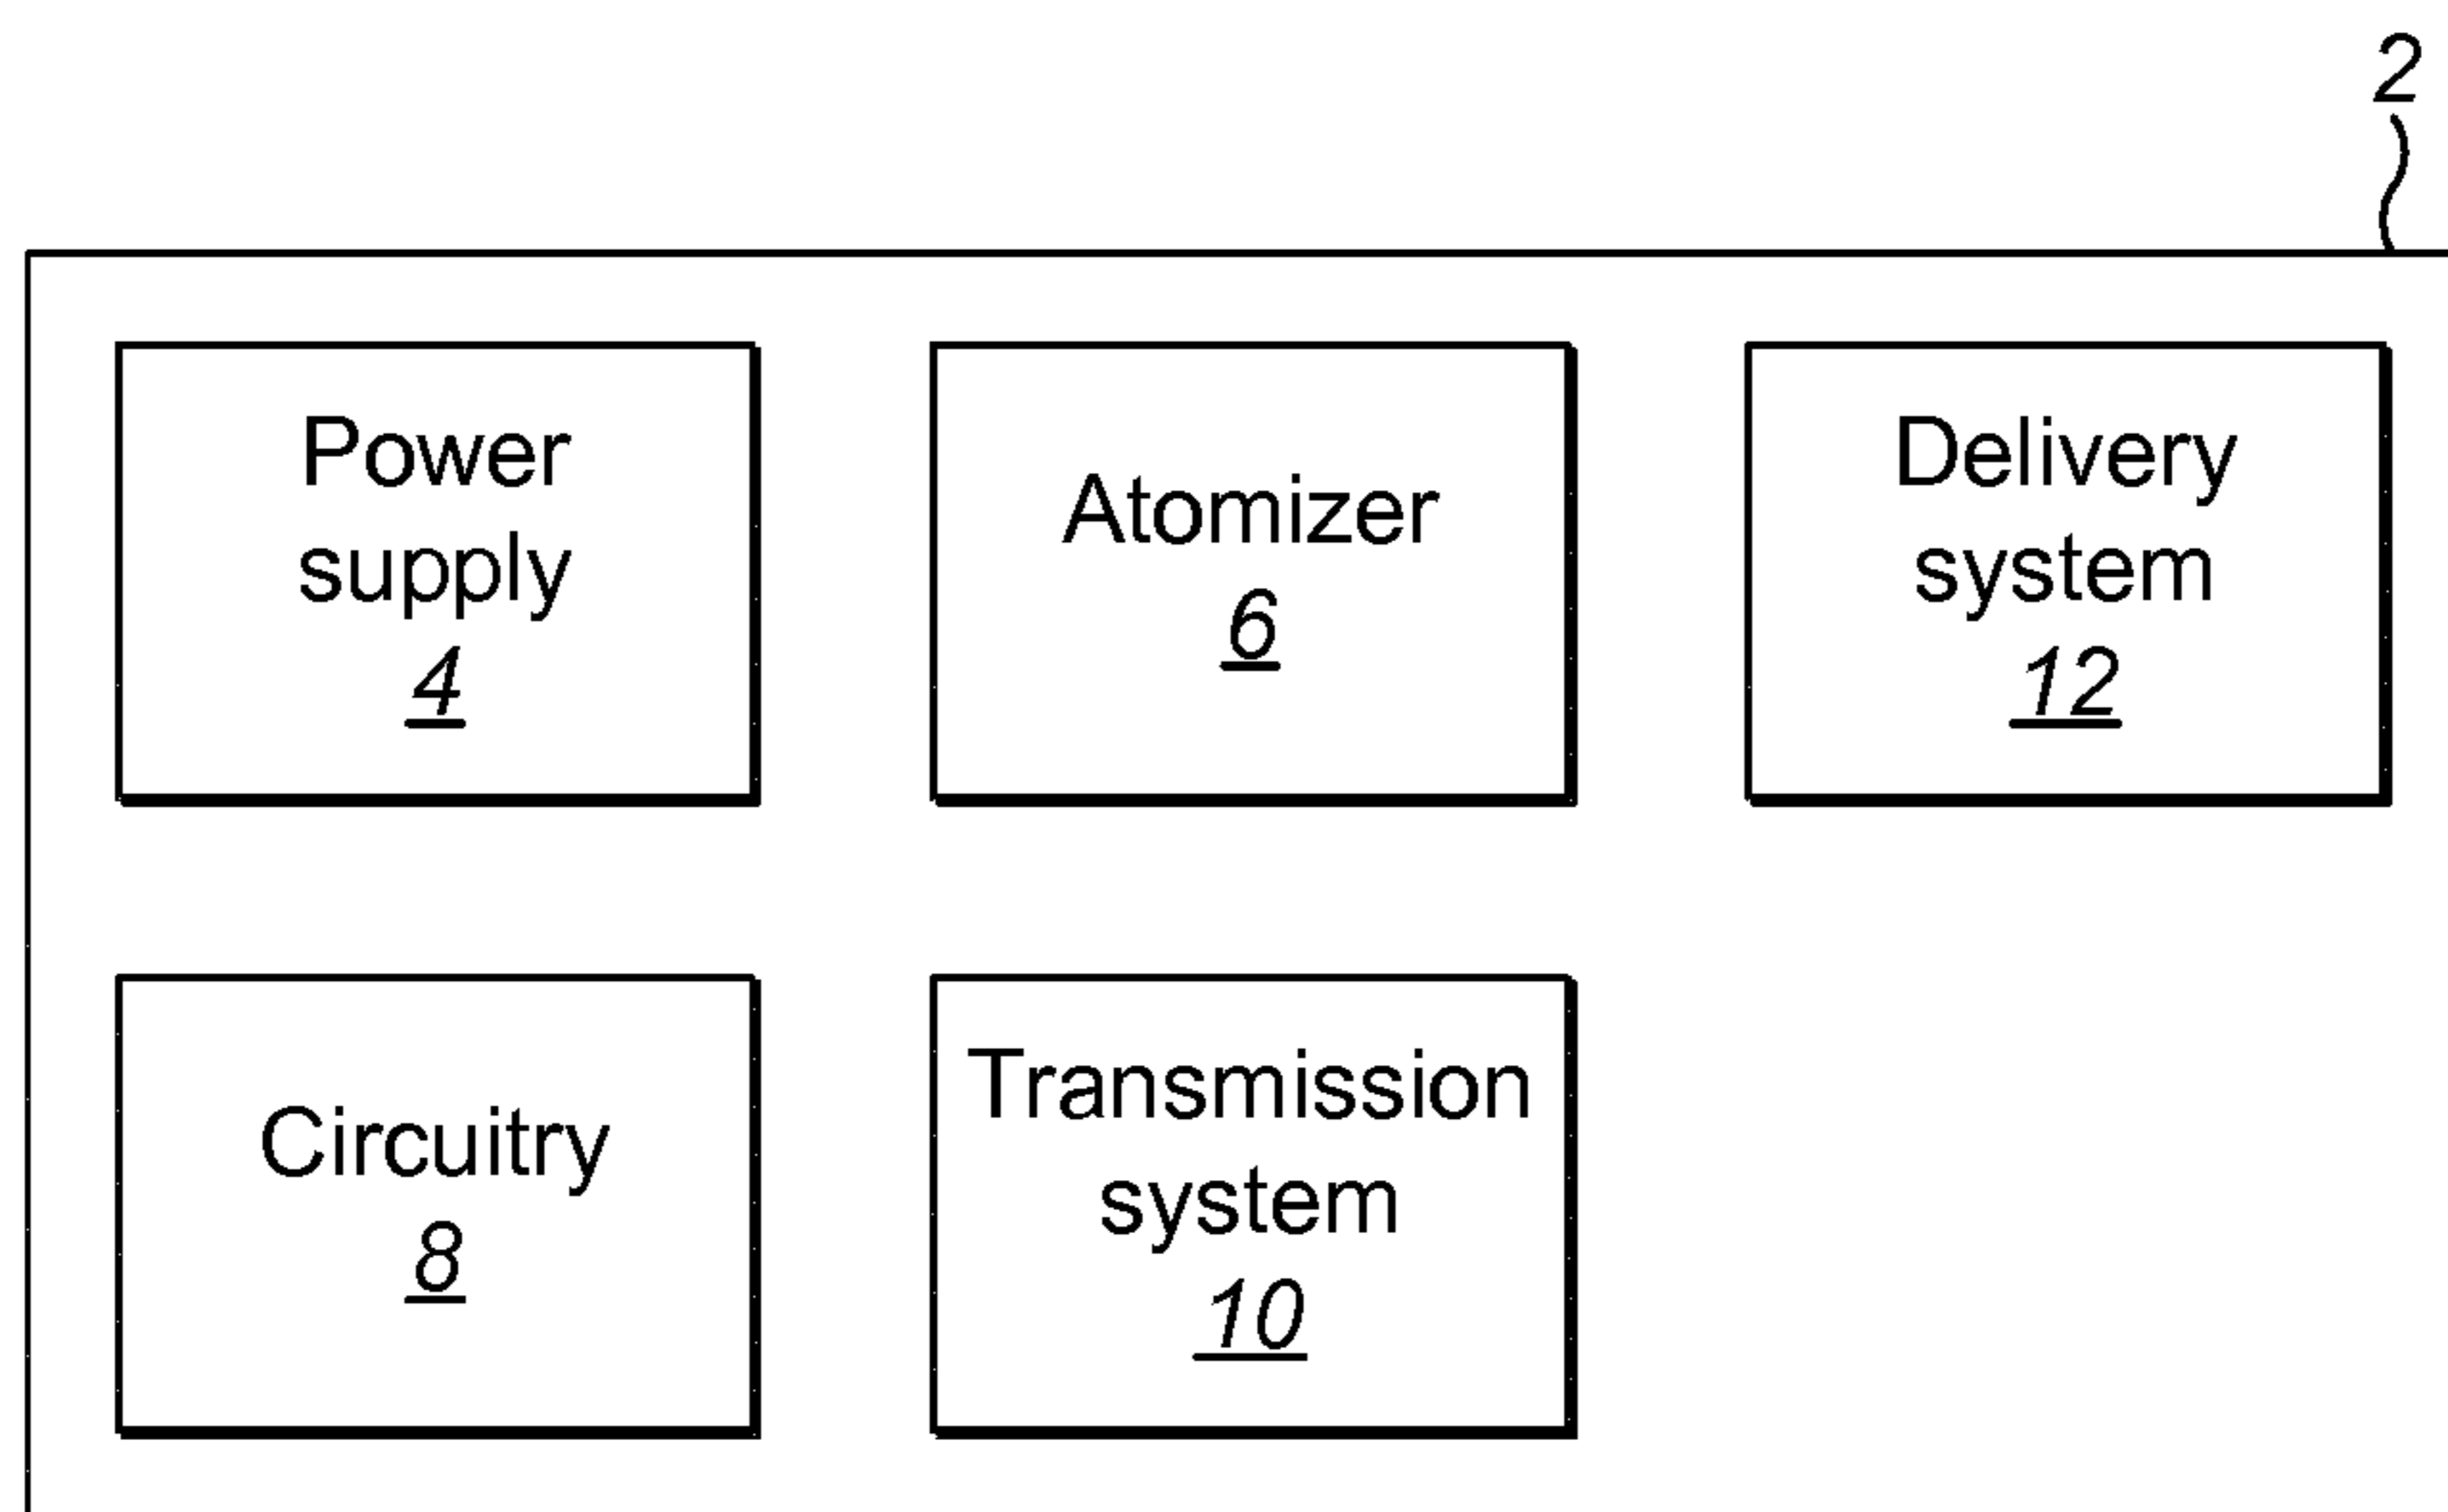 2
Power
supply
4
Atomizer
6
Delivery
system
12
Circuitry
8
Transmission
system
10